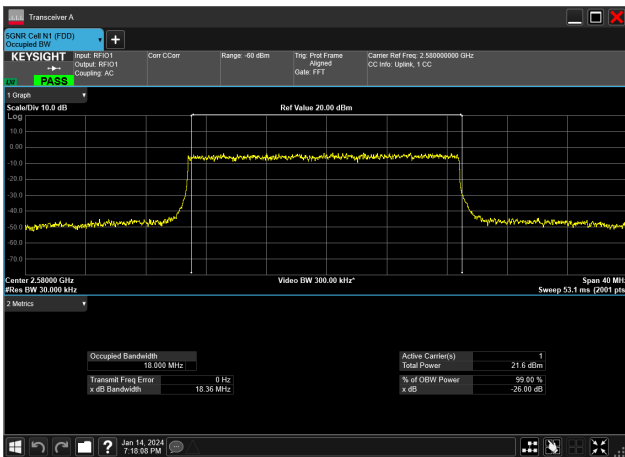 Transceiver A
5GNR Cell N1 (FDD)
Occupied BW
KEYSIGHT
PASS
Input: RFIO1
Output: RFIO1
Coupling: AC
Corr CCorr
Range: -60 dBm
Trig: Prot Frame
Aligned
Gate: FFT
Carrier Ref Freq: 2.580000000 GHz
CC Info: Uplink, 1 CC
1 Graph
Scale/Div 10.0 dB
Ref Value 20.00 dBm
Log
10.0
0.00
-10.0
-20.0
-30.0
-40.0
-50.0
-60.0
-70.0
Center 2.58000 GHz
Video BW 300.00 kHz*
Span 40 MHz
#Res BW 30.000 kHz
Sweep 53.1 ms (2001 pts
2 Metrics
Occupied Bandwidth
18.000 MHz
Transmit Freq Error 0 Hz
x dB Bandwidth 18.36 MHz
Active Carrier(s) 1
Total Power 21.6 dBm
% of OBW Power 99.00 %
x dB -26.00 dB
Jan 14, 2024
7:18:08 PM